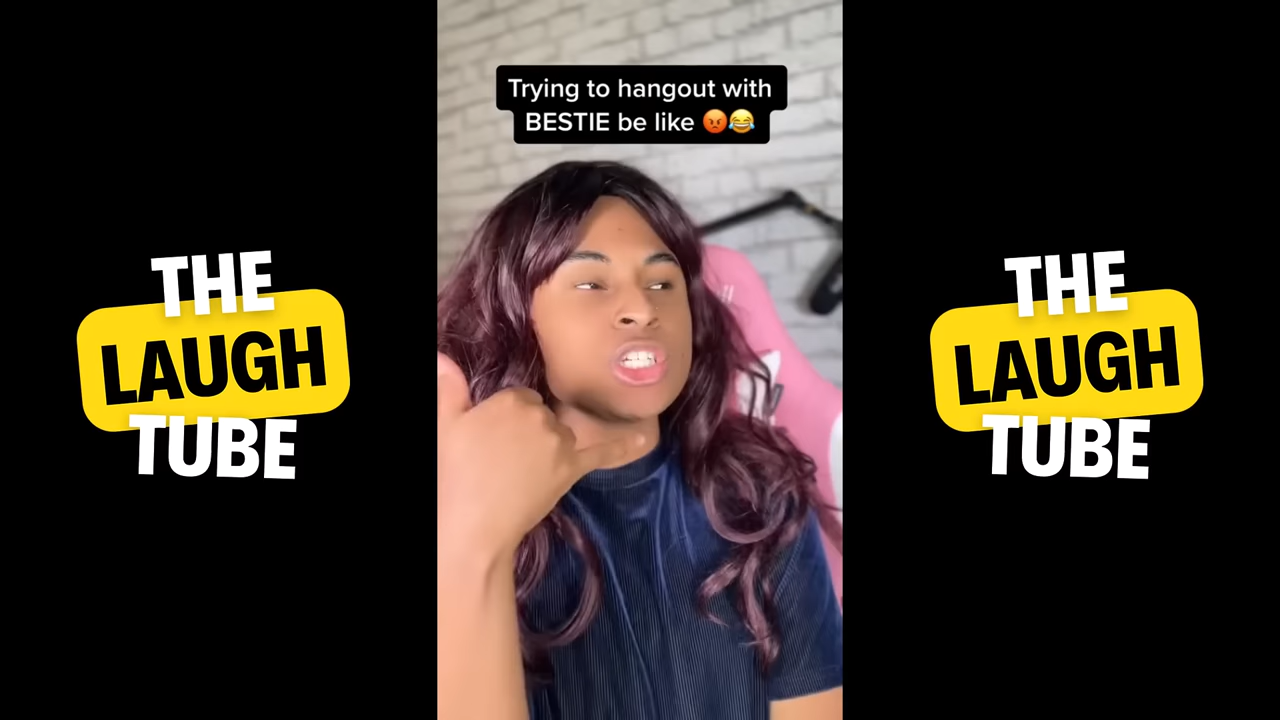 Trying to hangout with
BESTIE be like 😡😂
THE
LAUGH
TUBE
THE
LAUGH
TUBE